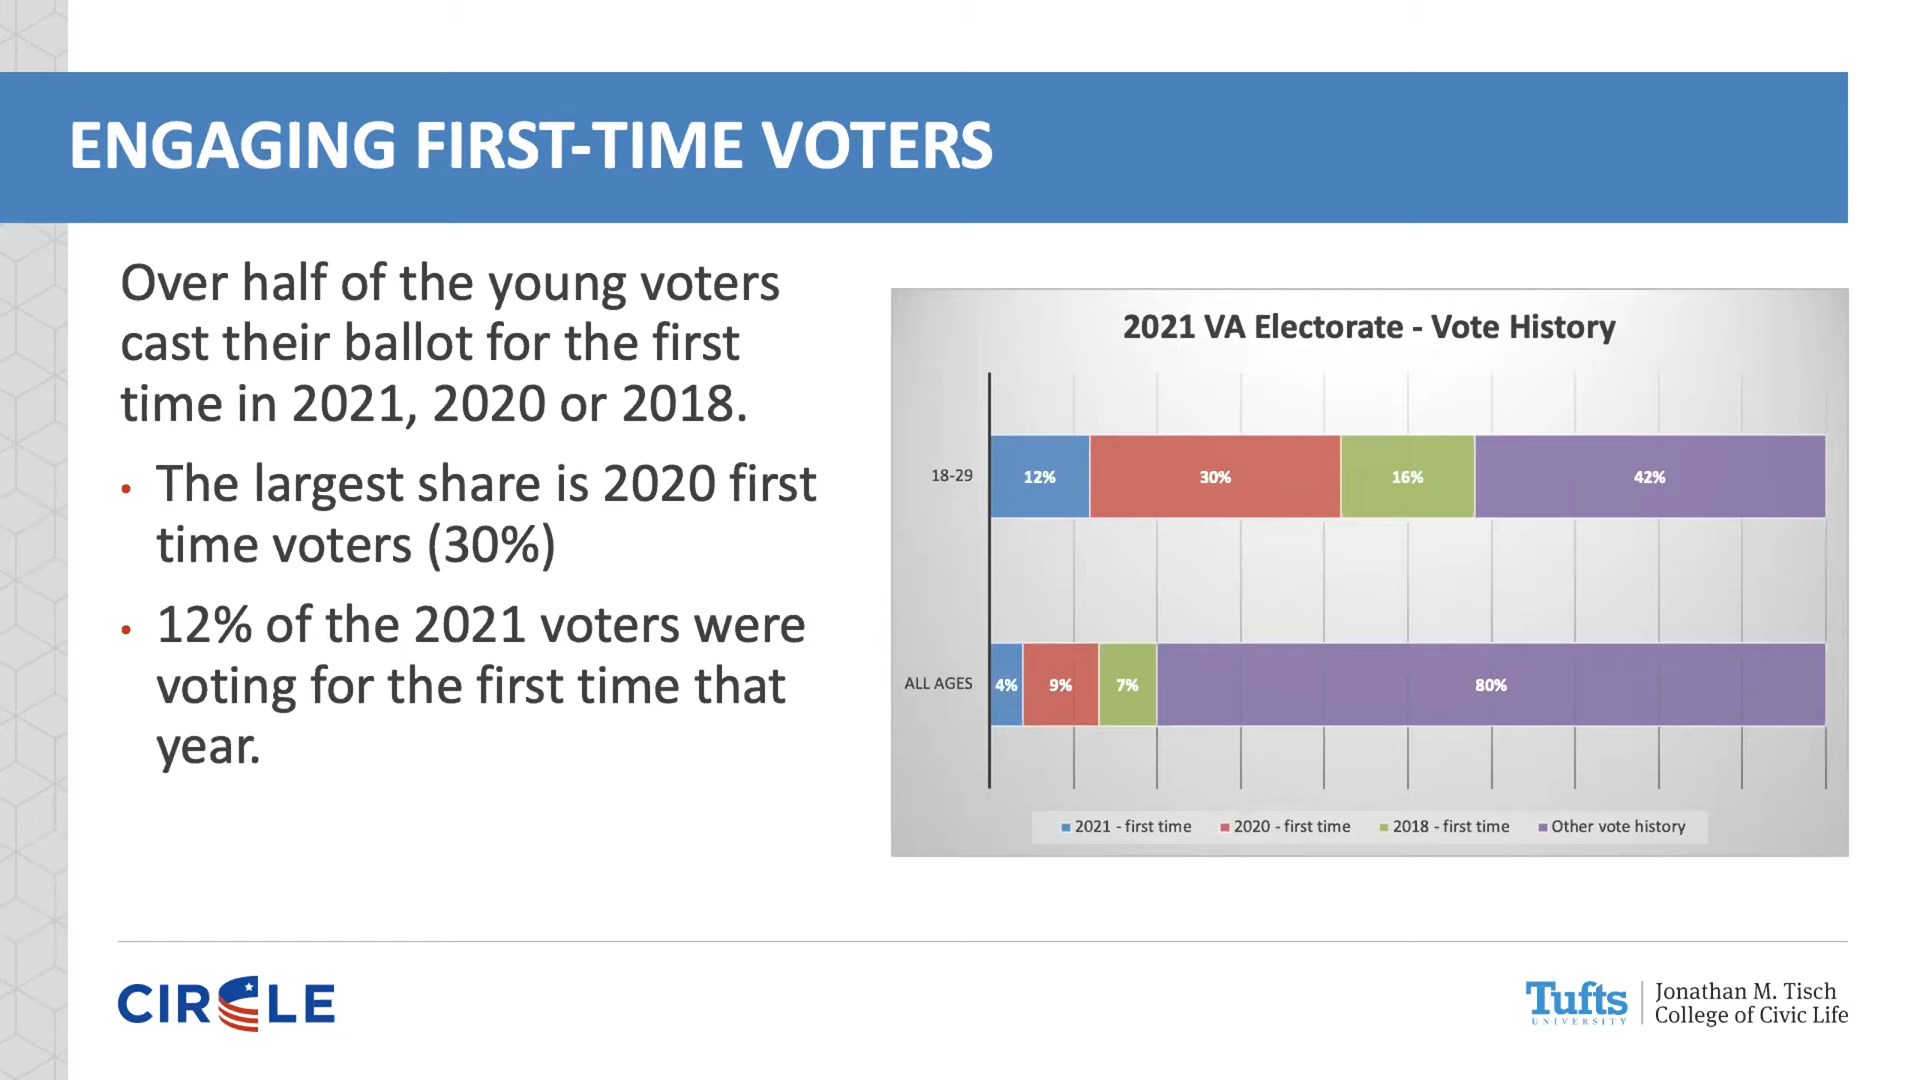 ENGAGING FIRST-TIME VOTERS
Over half of the young voters
cast their ballot for the first
time in 2021, 2020 or 2018.
• The largest share is 2020 first
time voters (30%)
• 12% of the 2021 voters were
voting for the first time that
year.
2021 VA Electorate - Vote History
18-29
12% 30% 16% 42%
ALL AGES
4% 9% 7% 80%
2021 - first time 2020 - first time 2018 - first time Other vote history
CIRCLE
Tufts
UNIVERSITY
Jonathan M. Tisch
College of Civic Life